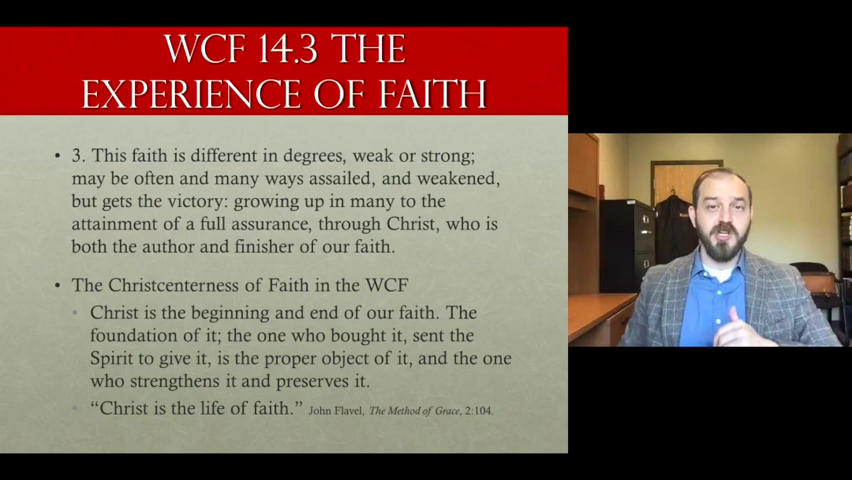 WCF 14.3 THE
EXPERIENCE OF FAITH
• 3. This faith is different in degrees, weak or strong;
may be often and many ways assailed, and weakened,
but gets the victory: growing up in many to the
attainment of a full assurance, through Christ, who is
both the author and finisher of our faith.
• The Christcenterness of Faith in the WCF
• Christ is the beginning and end of our faith. The
foundation of it; the one who bought it, sent the
Spirit to give it, is the proper object of it, and the one
who strengthens it and preserves it.
• “Christ is the life of faith.” John Flavel, The Method of Grace, 2:104.